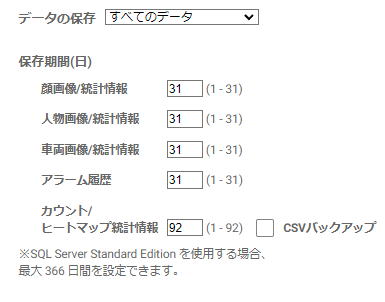 データの保存 すべてのデータ
保存期間(日)
顔画像/統計情報 31 (1 - 31)
人物画像/統計情報 31 (1 - 31)
車両画像/統計情報 31 (1 - 31)
アラーム履歴 31 (1 - 31)
カウント/
ヒートマップ統計情報 92 (1 - 92) CSVバックアップ
※SQL Server Standard Edition を使用する場合、
最大 366 日間を設定できます。